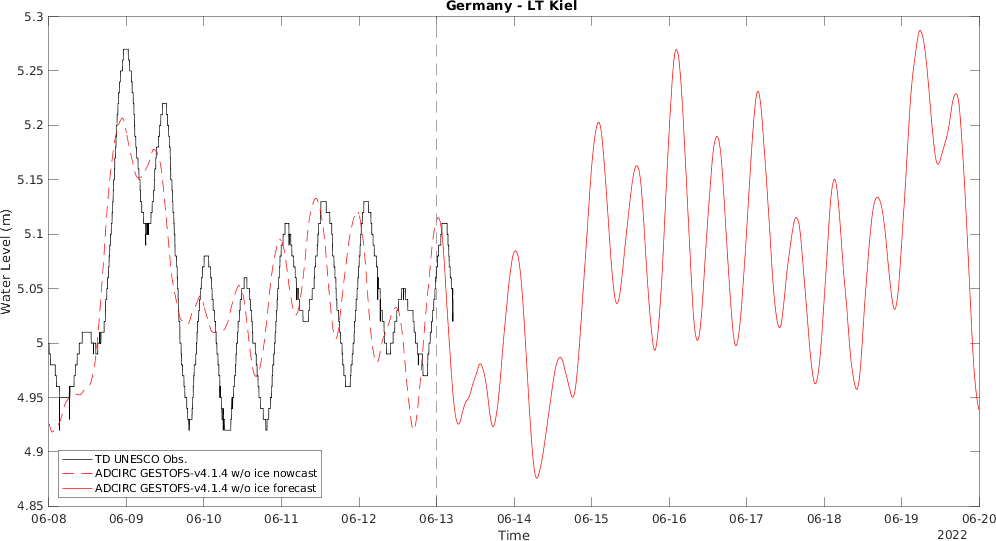 Germany - LT Kiel
5.3
5.25
5.2
5.15
5.1
5.05
5
4.95
4.9
4.85
Water Level (m)
TD UNESCO Obs.
ADCIRC GESTOFS-v4.1.4 w/o ice nowcast
ADCIRC GESTOFS-v4.1.4 w/o ice forecast
06-08 06-09 06-10 06-11 06-12 06-13 06-14 06-15 06-16 06-17 06-18 06-19 06-20
Time
2022